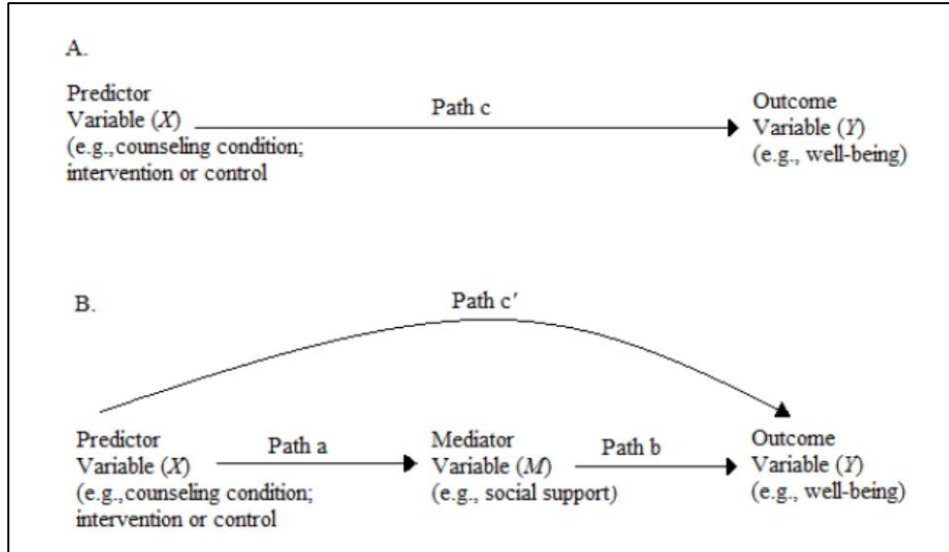 A.
Predictor
Variable (X)
(e.g.,counseling condition;
intervention or control
Path c
Outcome
Variable (Y)
(e.g., well-being)
B.
Path c′
Predictor
Variable (X)
(e.g.,counseling condition;
intervention or control
Path a
Mediator
Variable (M)
(e.g., social support)
Path b
Outcome
Variable (Y)
(e.g., well-being)